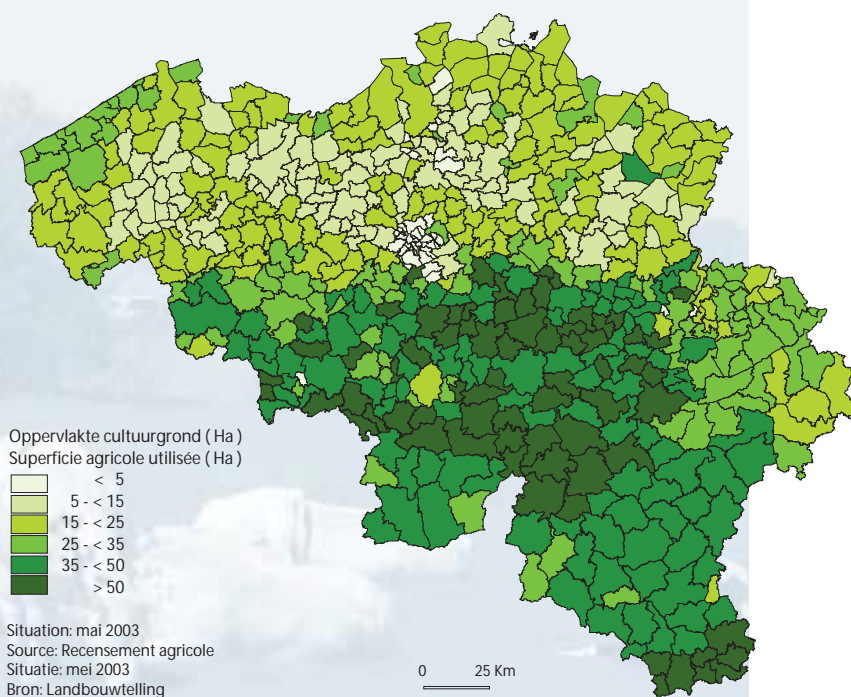 Oppervlakte cultuurgrond ( Ha )
Superficie agricole utilisée ( Ha )
< 5
5 - < 15
15 - < 25
25 - < 35
35 - < 50
> 50
Situation: mai 2003
Source: Recensement agricole
Situatie: mei 2003
Bron: Landbouwtelling
0 25 Km